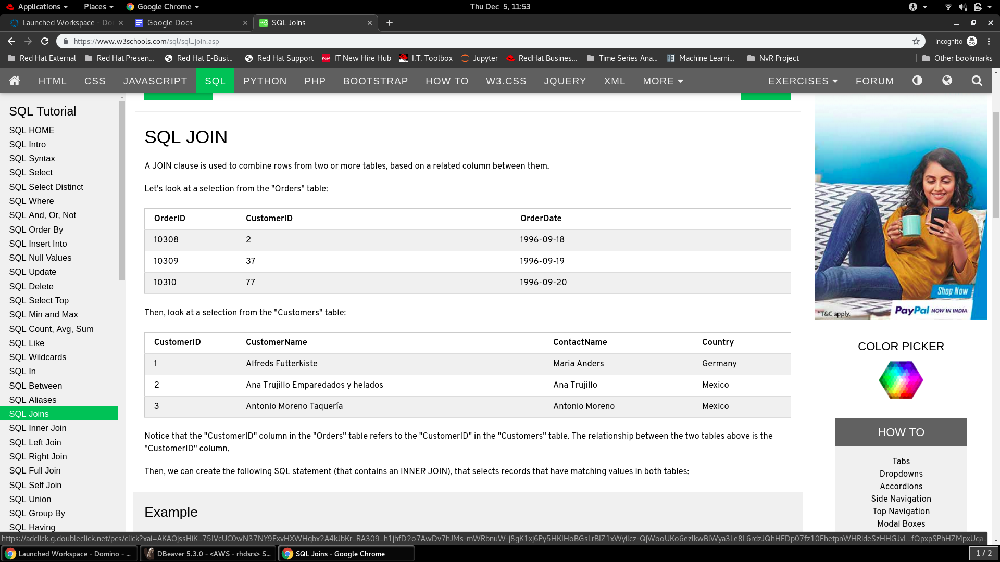 Applications Places Google Chrome Thu Dec 5, 11:53
Launched Workspace - Do Google Docs SQL Joins
https://www.w3schools.com/sql/sql_join.asp Incognito
Red Hat External Red Hat Presen... Red Hat E-Busi... Red Hat Support IT New Hire Hub I.T. Toolbox Jupyter RedHat Business... Time Series Ana... Machine Learni... NvR Project Other bookmarks
HTML CSS JAVASCRIPT SQL PYTHON PHP BOOTSTRAP HOW TO W3.CSS JQUERY XML MORE EXERCISES FORUM
SQL Tutorial
SQL HOME
SQL Intro
SQL Syntax
SQL Select
SQL Select Distinct
SQL Where
SQL And, Or, Not
SQL Order By
SQL Insert Into
SQL Null Values
SQL Update
SQL Delete
SQL Select Top
SQL Min and Max
SQL Count, Avg, Sum
SQL Like
SQL Wildcards
SQL In
SQL Between
SQL Aliases
SQL Joins
SQL Inner Join
SQL Left Join
SQL Right Join
SQL Full Join
SQL Self Join
SQL Union
SQL Group By
SQL Having
SQL JOIN
A JOIN clause is used to combine rows from two or more tables, based on a related column between them.
Let's look at a selection from the "Orders" table:
OrderID CustomerID OrderDate
10308 2 1996-09-18
10309 37 1996-09-19
10310 77 1996-09-20
Then, look at a selection from the "Customers" table:
CustomerID CustomerName ContactName Country
1 Alfreds Futterkiste Maria Anders Germany
2 Ana Trujillo Emparedados y helados Ana Trujillo Mexico
3 Antonio Moreno Taquería Antonio Moreno Mexico
Notice that the "CustomerID" column in the "Orders" table refers to the "CustomerID" in the "Customers" table. The relationship between the two tables above is the
"CustomerID" column.
Then, we can create the following SQL statement (that contains an INNER JOIN), that selects records that have matching values in both tables:
Example
Shop Now
*T&C apply.
PayPal NOW IN INDIA
COLOR PICKER
HOW TO
Tabs
Dropdowns
Accordions
Side Navigation
Top Navigation
Modal Boxes
Launched Workspace - Domino - ... DBeaver 5.3.0 - <AWS - rhdsrs> S... SQL Joins - Google Chrome 1 / 2